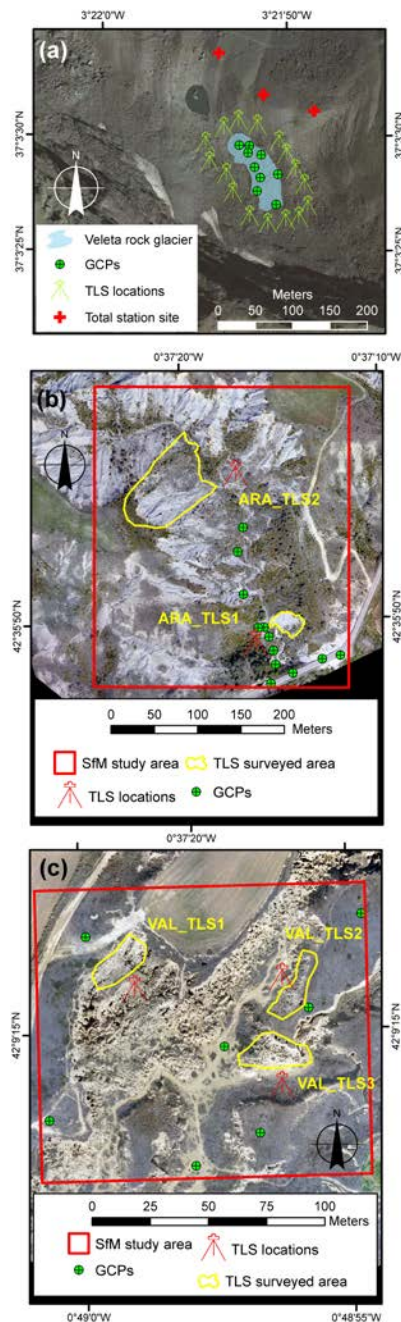 (a)
3°22'0"W 3°21'50"W
37°3'30"N 37°3'30"N
37°3'25"N 37°3'25"N
N
Veleta rock glacier
GCPs
TLS locations
Total station site
Meters
0 50 100 150 200
0°37'20"W 0°37'10"W
(b)
N
ARA_TLS2
42°35'50"N 42°35'50"N
ARA_TLS1
0 50 100 150 200
Meters
SfM study area TLS surveyed area
TLS locations GCPs
0°37'20"W
(c)
VAL_TLS1
VAL_TLS2
42°9'15"N 42°9'15"N
VAL_TLS3
N
0 25 50 75 100
Meters
SfM study area TLS locations
GCPs TLS surveyed area
0°49'0"W 0°48'55"W